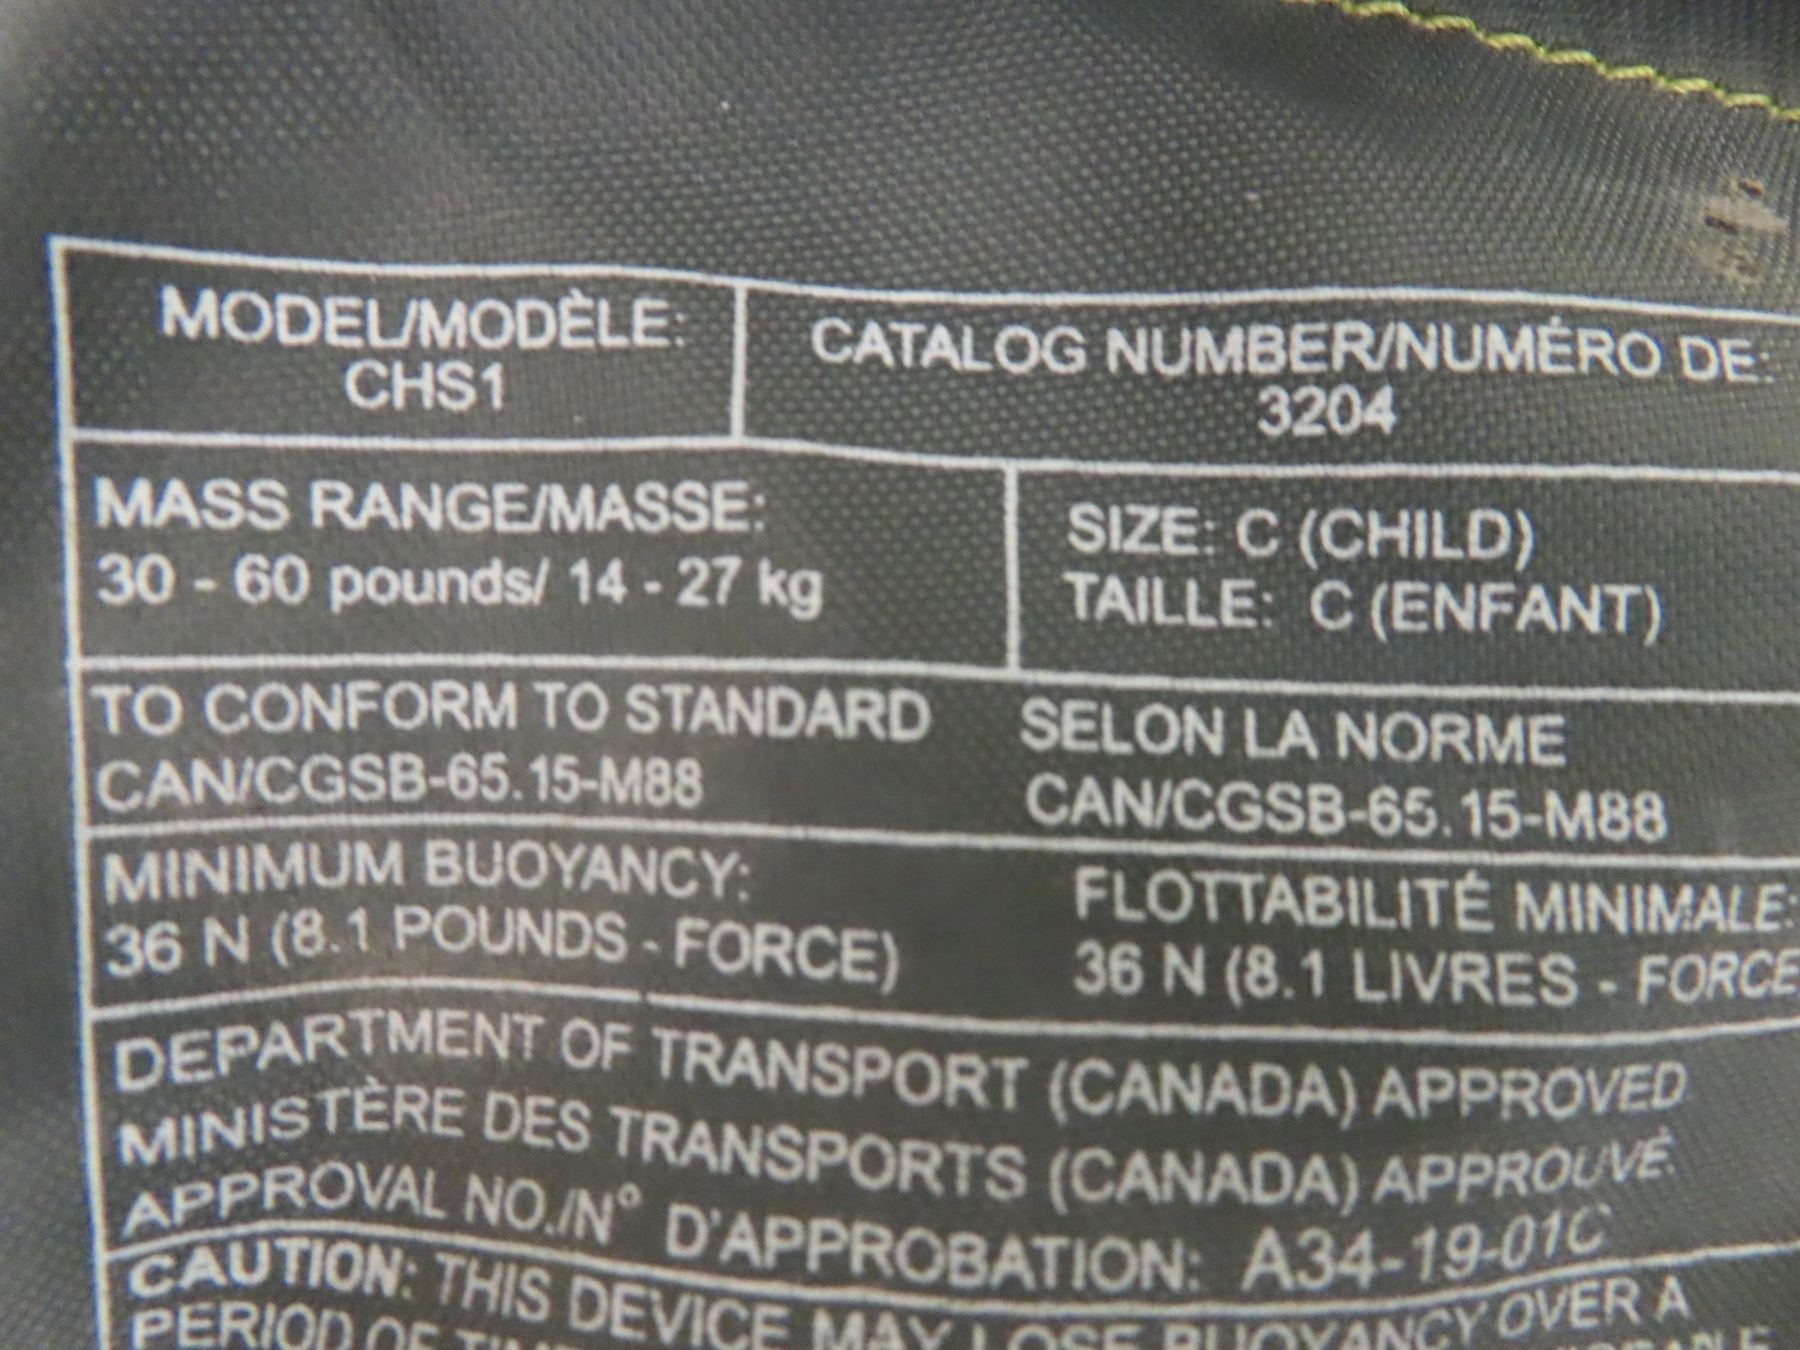 MODEL/MODÈLE:
CHS1
CATALOG NUMBER/NUMÉRO DE:
3204
MASS RANGE/MASSE:
30 - 60 pounds/ 14 - 27 kg
SIZE: C (CHILD)
TAILLE: C (ENFANT)
TO CONFORM TO STANDARD
CAN/CGSB-65.15-M88
SELON LA NORME
CAN/CGSB-65.15-M88
MINIMUM BUOYANCY:
36 N (8.1 POUNDS - FORCE)
FLOTTABILITÉ MINIMALE:
36 N (8.1 LIVRES - FORCE
DEPARTMENT OF TRANSPORT (CANADA) APPROVED
MINISTÈRE DES TRANSPORTS (CANADA) APPROUVÉ
APPROVAL NO./N° D'APPROBATION: A34-19-01C
CAUTION: THIS DEVICE MAY LOSE BUOYANCY OVER A
PERIOD OF